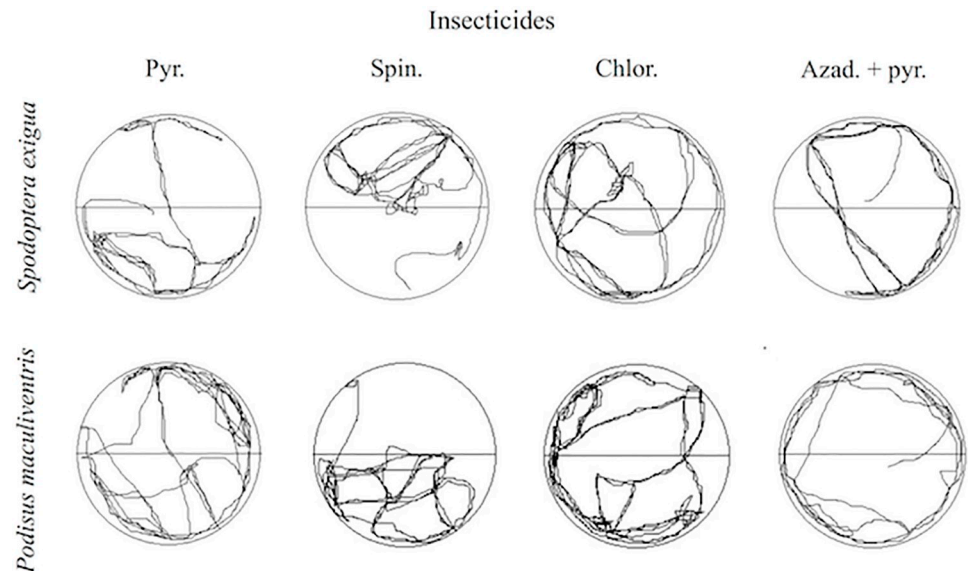 Insecticides
Pyr. Spin. Chlor. Azad. + pyr.
Spodoptera exigua
Podisus maculiventris